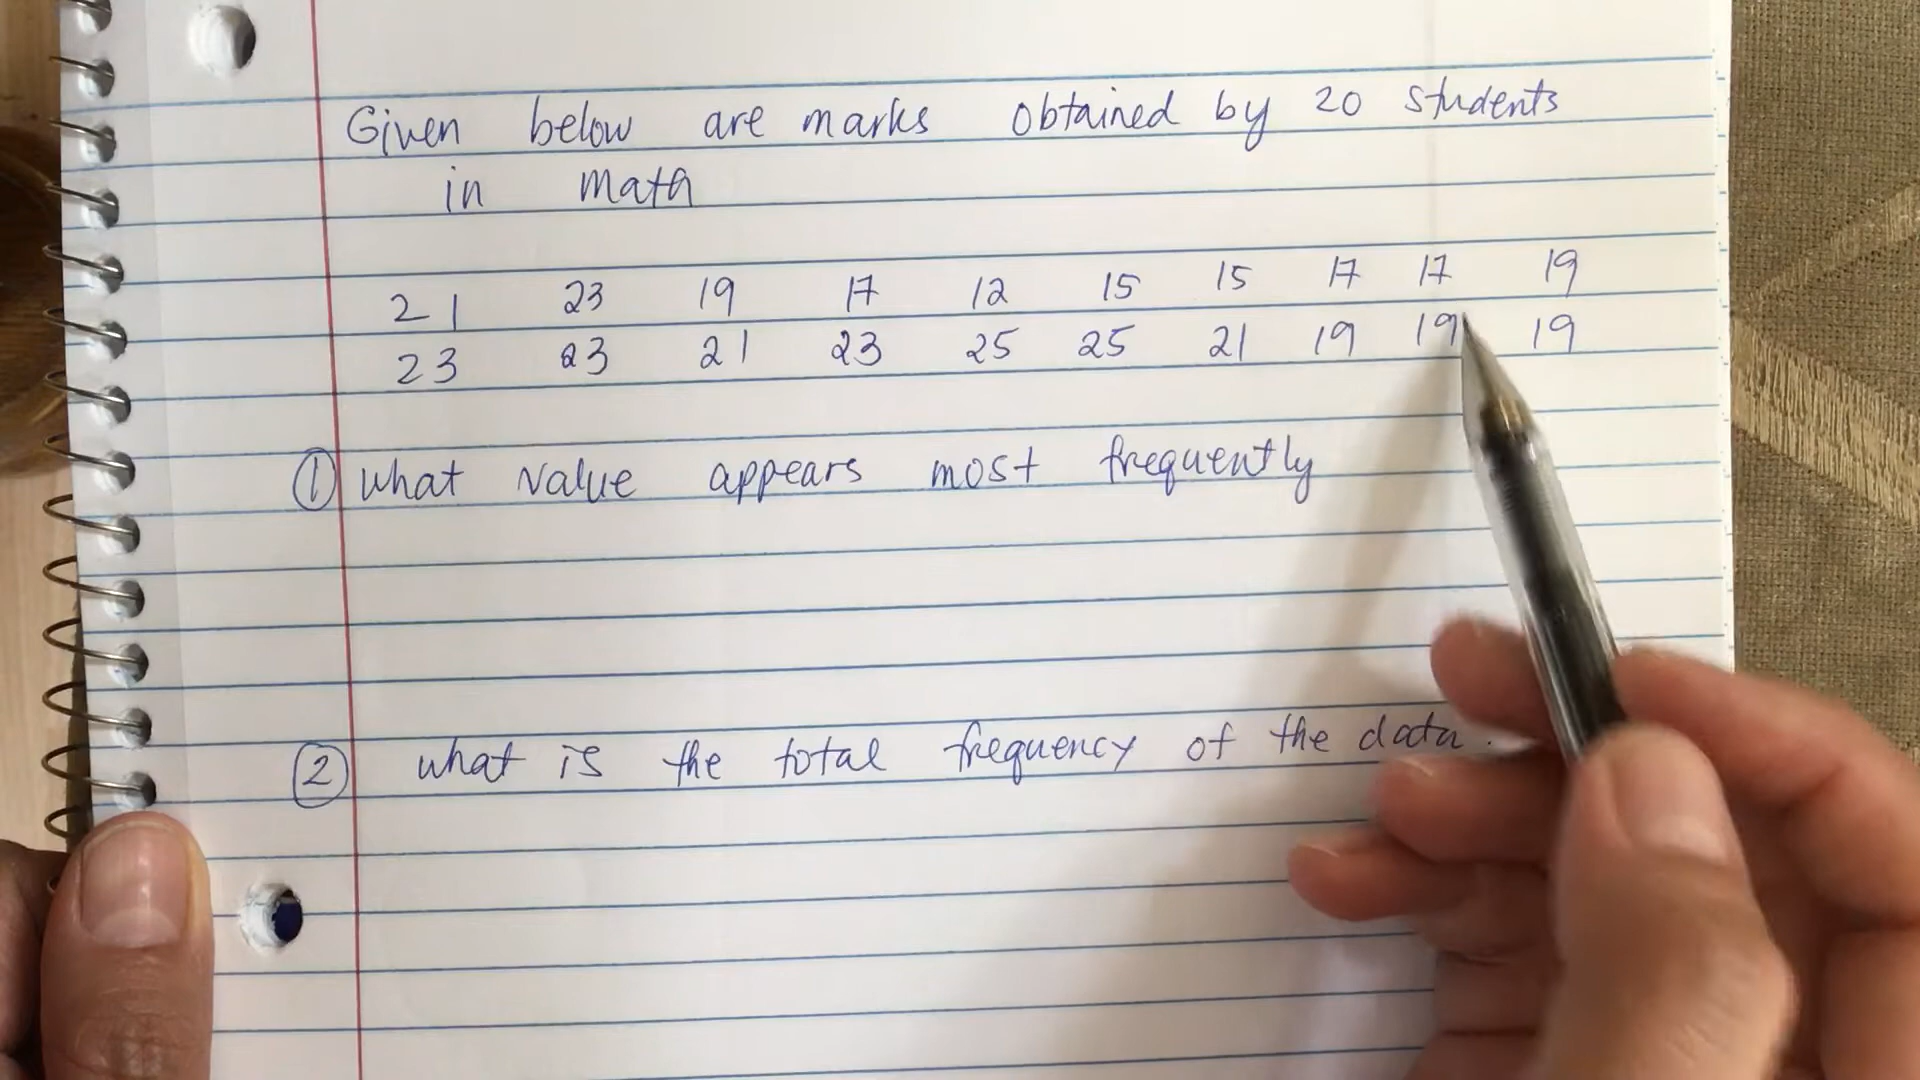 Given below are marks obtained by 20 students
in math
21 23 19 17 12 15 15 17 17 19
23 23 21 23 25 25 21 19 19 19
① What value appears most frequently
② what is the total frequency of the data.